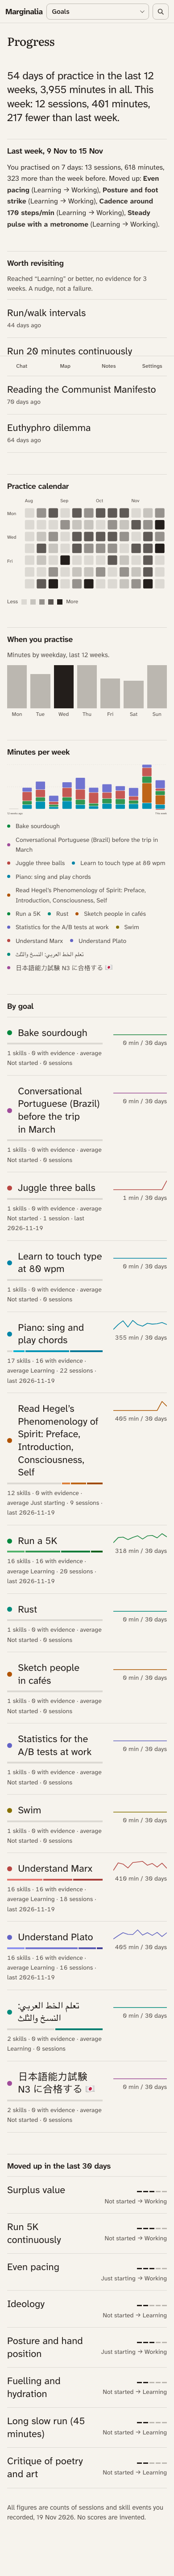 Marginalia
Goals
Progress
54 days of practice in the last 12
weeks, 3,955 minutes in all. This
week: 12 sessions, 401 minutes,
217 fewer than last.
Last week, 9 Nov to 15 Nov
You practised on 7 days: 13 sessions, 618 minutes,
323 more than the week before. Moved up: Even
pacing (Learning → Working), Posture and foot
strike (Learning → Working), Cadence around
170 steps/min (Learning → Working), Steady
pulse with a metronome (Learning → Working).
Worth revisiting
Reached “Learning” or better, no evidence for 3
weeks. A nudge, not a failure.
Run/walk intervals
44 days ago
Run 20 minutes continuously
Chat Map Notes Settings
Reading the Communist Manifesto
70 days ago
Euthyphro dilemma
64 days ago
Practice calendar
Aug Sep Oct Nov
Mon
Wed
Fri
Less More
When you practise
Minutes by weekday, last 12 weeks.
Mon Tue Wed Thu Fri Sat Sun
Minutes per week
Bake sourdough
Conversational Portuguese (Brazil) before the trip in
March
Juggle three balls Learn to touch type at 80 wpm
Piano: sing and play chords
Read Hegel’s Phenomenology of Spirit: Preface,
Introduction, Consciousness, Self
Run a 5K Rust Sketch people in cafés
Statistics for the A/B tests at work Swim
Understand Marx Understand Plato
تعلم الخط العربي: النسخ والثلث
日本語能力試験 N3 に合格する 🇯🇵
By goal
Bake sourdough
0 min / 30 days
1 skills · 0 with evidence · average
Not started · 0 sessions
Conversational
Portuguese (Brazil)
before the trip
in March
0 min / 30 days
1 skills · 0 with evidence · average
Not started · 0 sessions
Juggle three balls
1 min / 30 days
1 skills · 0 with evidence · average
Not started · 1 session · last
2026-11-19
Learn to touch type
at 80 wpm
0 min / 30 days
1 skills · 0 with evidence · average
Not started · 0 sessions
Piano: sing and
play chords
355 min / 30 days
17 skills · 16 with evidence ·
average Learning · 22 sessions ·
last 2026-11-19
Read Hegel’s
Phenomenology of
Spirit: Preface,
Introduction,
Consciousness,
Self
405 min / 30 days
12 skills · 0 with evidence ·
average Just starting · 9 sessions ·
last 2026-11-19
Run a 5K
318 min / 30 days
16 skills · 16 with evidence ·
average Learning · 20 sessions ·
last 2026-11-19
Rust
0 min / 30 days
1 skills · 0 with evidence · average
Not started · 0 sessions
Sketch people
in cafés
0 min / 30 days
1 skills · 0 with evidence · average
Not started · 0 sessions
Statistics for the
A/B tests at work
0 min / 30 days
1 skills · 0 with evidence · average
Not started · 0 sessions
Swim
0 min / 30 days
1 skills · 0 with evidence · average
Not started · 0 sessions
Understand Marx
410 min / 30 days
16 skills · 16 with evidence ·
average Learning · 18 sessions ·
last 2026-11-19
Understand Plato
405 min / 30 days
16 skills · 16 with evidence ·
average Learning · 16 sessions ·
last 2026-11-19
تعلم الخط العربي:
النسخ والثلث
0 min / 30 days
2 skills · 0 with evidence · average
Learning · 0 sessions
日本語能力試験
N3 に合格する 🇯🇵
0 min / 30 days
2 skills · 0 with evidence · average
Not started · 0 sessions
Moved up in the last 30 days
Surplus value
Not started → Working
Run 5K
continuously
Not started → Working
Even pacing
Just starting → Working
Ideology
Not started → Learning
Posture and hand
position
Just starting → Working
Fuelling and
hydration
Not started → Learning
Long slow run (45
minutes)
Not started → Learning
Critique of poetry
and art
Not started → Learning
All figures are counts of sessions and skill events you
recorded, 19 Nov 2026. No scores are invented.